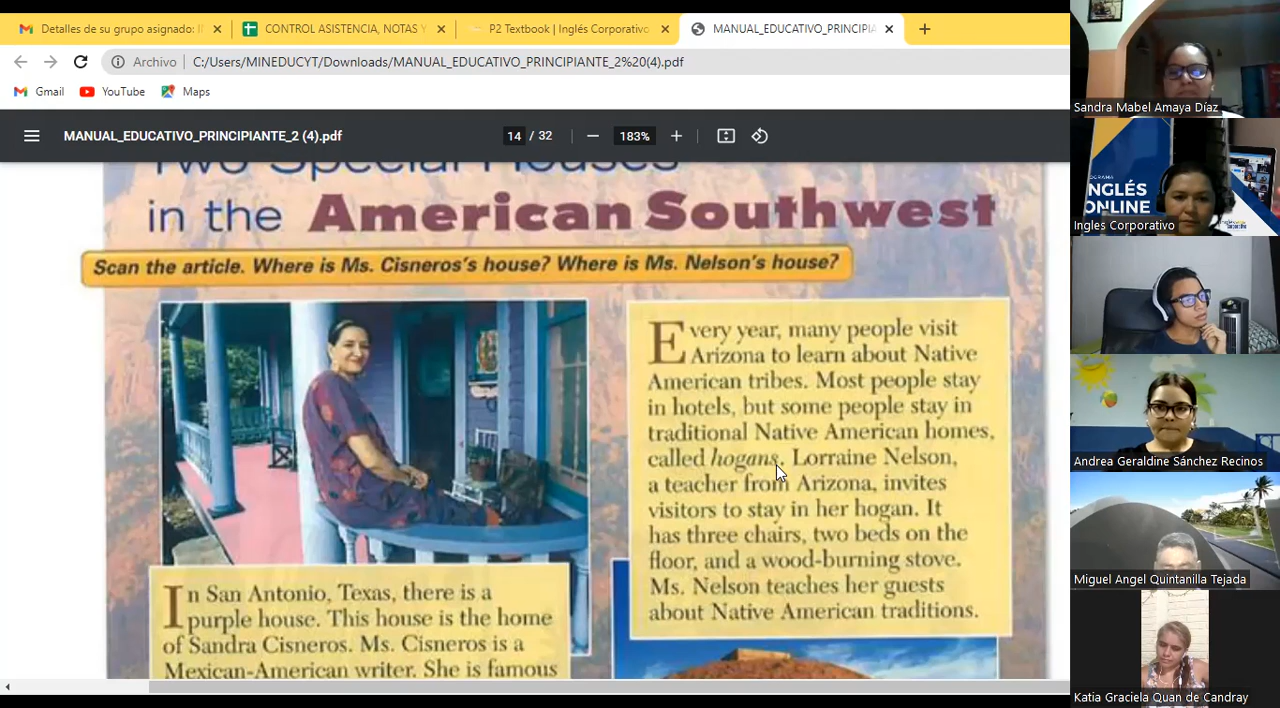 Detalles de su grupo asignado: I
CONTROL ASISTENCIA, NOTAS Y
P2 Textbook | Inglés Corporativo
MANUAL_EDUCATIVO_PRINCIPIA
Archivo
C:/Users/MINEDUCYT/Downloads/MANUAL_EDUCATIVO_PRINCIPIANTE_2%20(4).pdf
Gmail
YouTube
Maps
MANUAL_EDUCATIVO_PRINCIPIANTE_2 (4).pdf
14 / 32
183%
Two Special Houses
in the American Southwest
Scan the article. Where is Ms. Cisneros's house? Where is Ms. Nelson's house?
In San Antonio, Texas, there is a
purple house. This house is the home
of Sandra Cisneros. Ms. Cisneros is a
Mexican-American writer. She is famous
Every year, many people visit
Arizona to learn about Native
American tribes. Most people stay
in hotels, but some people stay in
traditional Native American homes,
called hogans. Lorraine Nelson,
a teacher from Arizona, invites
visitors to stay in her hogan. It
has three chairs, two beds on the
floor, and a wood-burning stove.
Ms. Nelson teaches her guests
about Native American traditions.
Sandra Mabel Amaya Díaz
INGLÉS
ONLINE
Ingles Corporativo
Andrea Geraldine Sánchez Recinos
Miguel Angel Quintanilla Tejada
Katia Graciela Quan de Candray